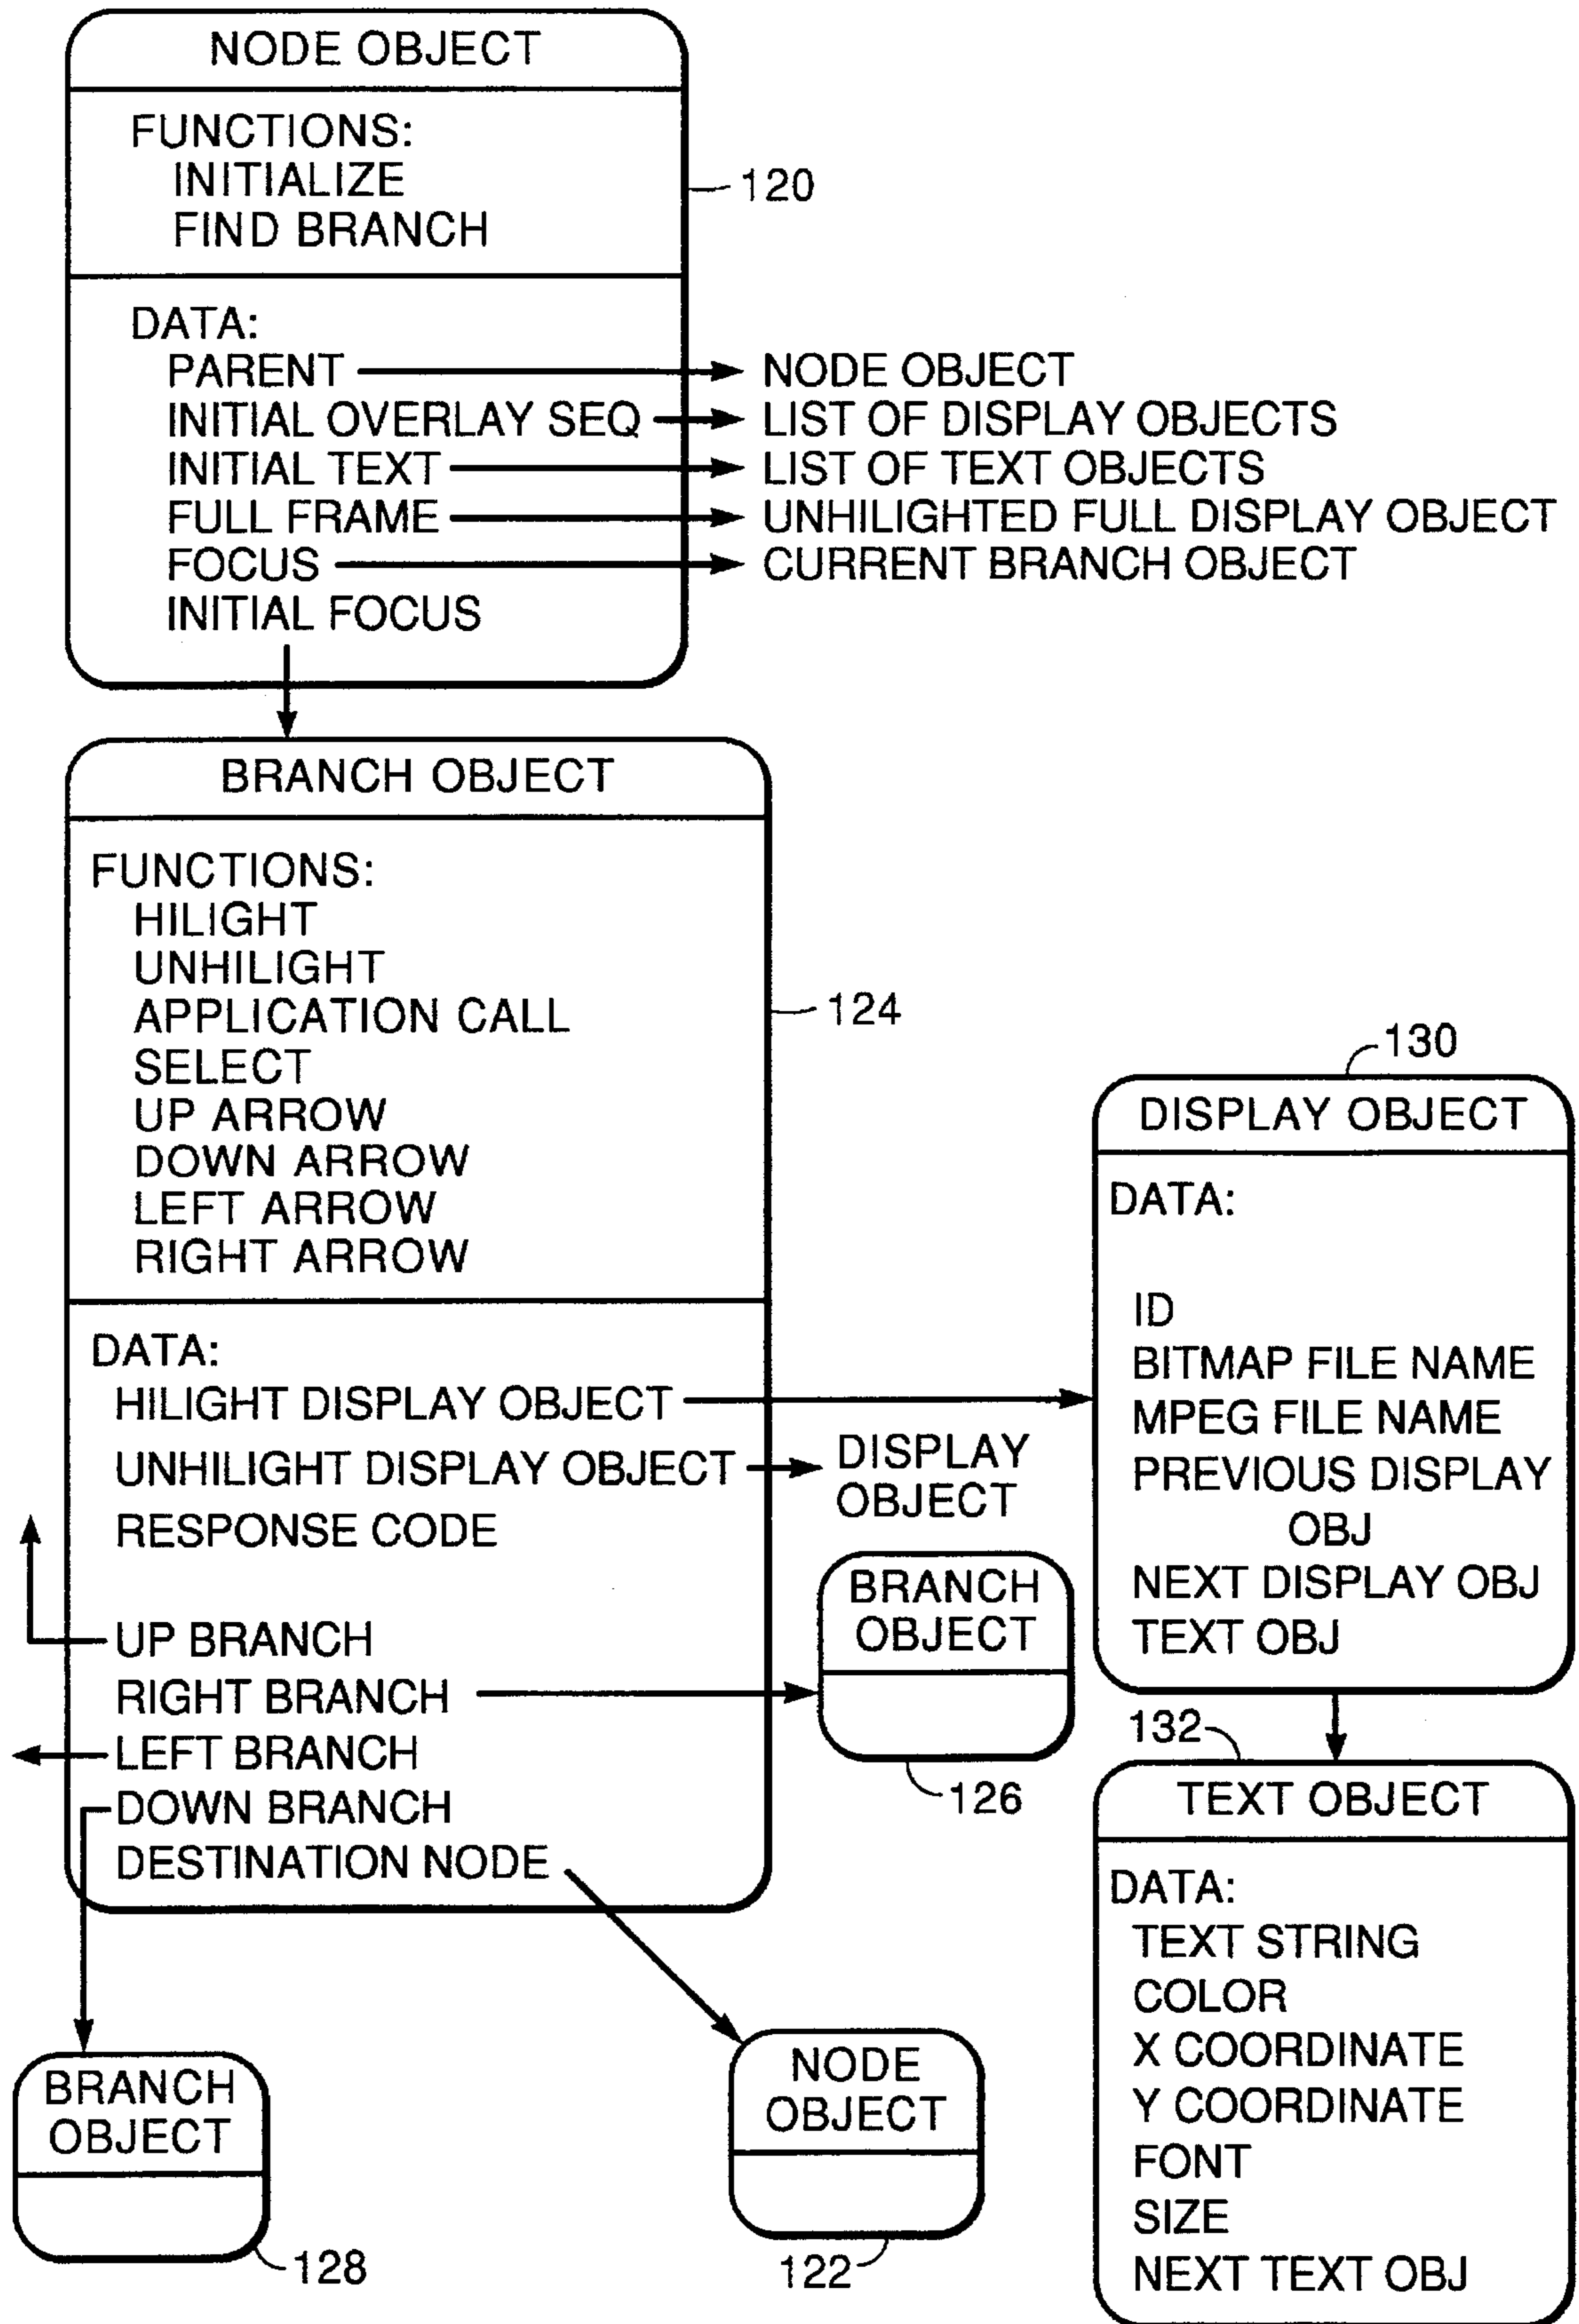 NODE OBJECT
FUNCTIONS:
INITIALIZE
FIND BRANCH
120
DATA:
PARENT
NODE OBJECT
INITIAL OVERLAY SEQ
LIST OF DISPLAY OBJECTS
INITIAL TEXT
LIST OF TEXT OBJECTS
FULL FRAME
UNHILIGHTED FULL DISPLAY OBJECT
FOCUS
CURRENT BRANCH OBJECT
INITIAL FOCUS
BRANCH OBJECT
FUNCTIONS:
HILIGHT
UNHILIGHT
APPLICATION CALL
SELECT
UP ARROW
DOWN ARROW
LEFT ARROW
RIGHT ARROW
124
DATA:
HILIGHT DISPLAY OBJECT
UNHILIGHT DISPLAY OBJECT
DISPLAY
OBJECT
RESPONSE CODE
UP BRANCH
RIGHT BRANCH
LEFT BRANCH
DOWN BRANCH
DESTINATION NODE
BRANCH
OBJECT
126
130
DISPLAY OBJECT
DATA:
ID
BITMAP FILE NAME
MPEG FILE NAME
PREVIOUS DISPLAY
OBJ
NEXT DISPLAY OBJ
TEXT OBJ
132
TEXT OBJECT
DATA:
TEXT STRING
COLOR
X COORDINATE
Y COORDINATE
FONT
SIZE
NEXT TEXT OBJ
BRANCH
OBJECT
128
NODE
OBJECT
122